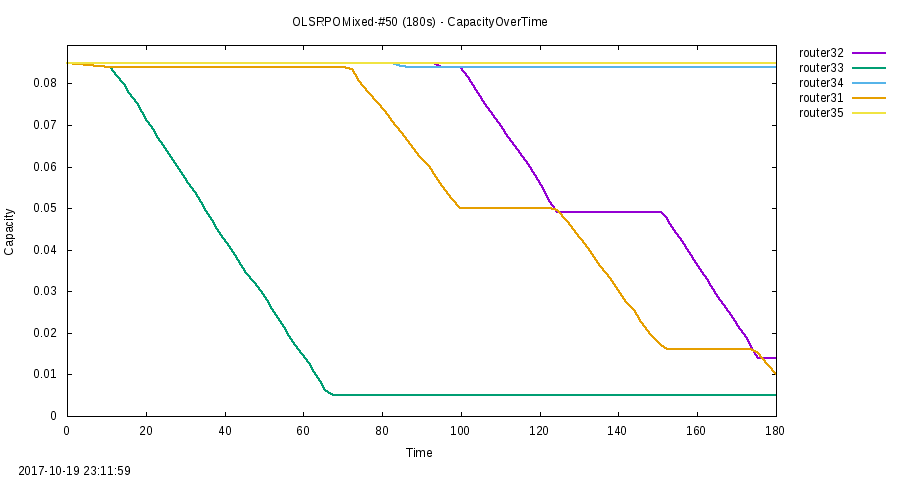 OLSRPOMixed-#50 (180s) - CapacityOverTime
router32
router33
router34
router31
router35
0.08
0.07
0.06
0.05
0.04
0.03
0.02
0.01
0
Capacity
0 20 40 60 80 100 120 140 160 180
Time
2017-10-19 23:11:59